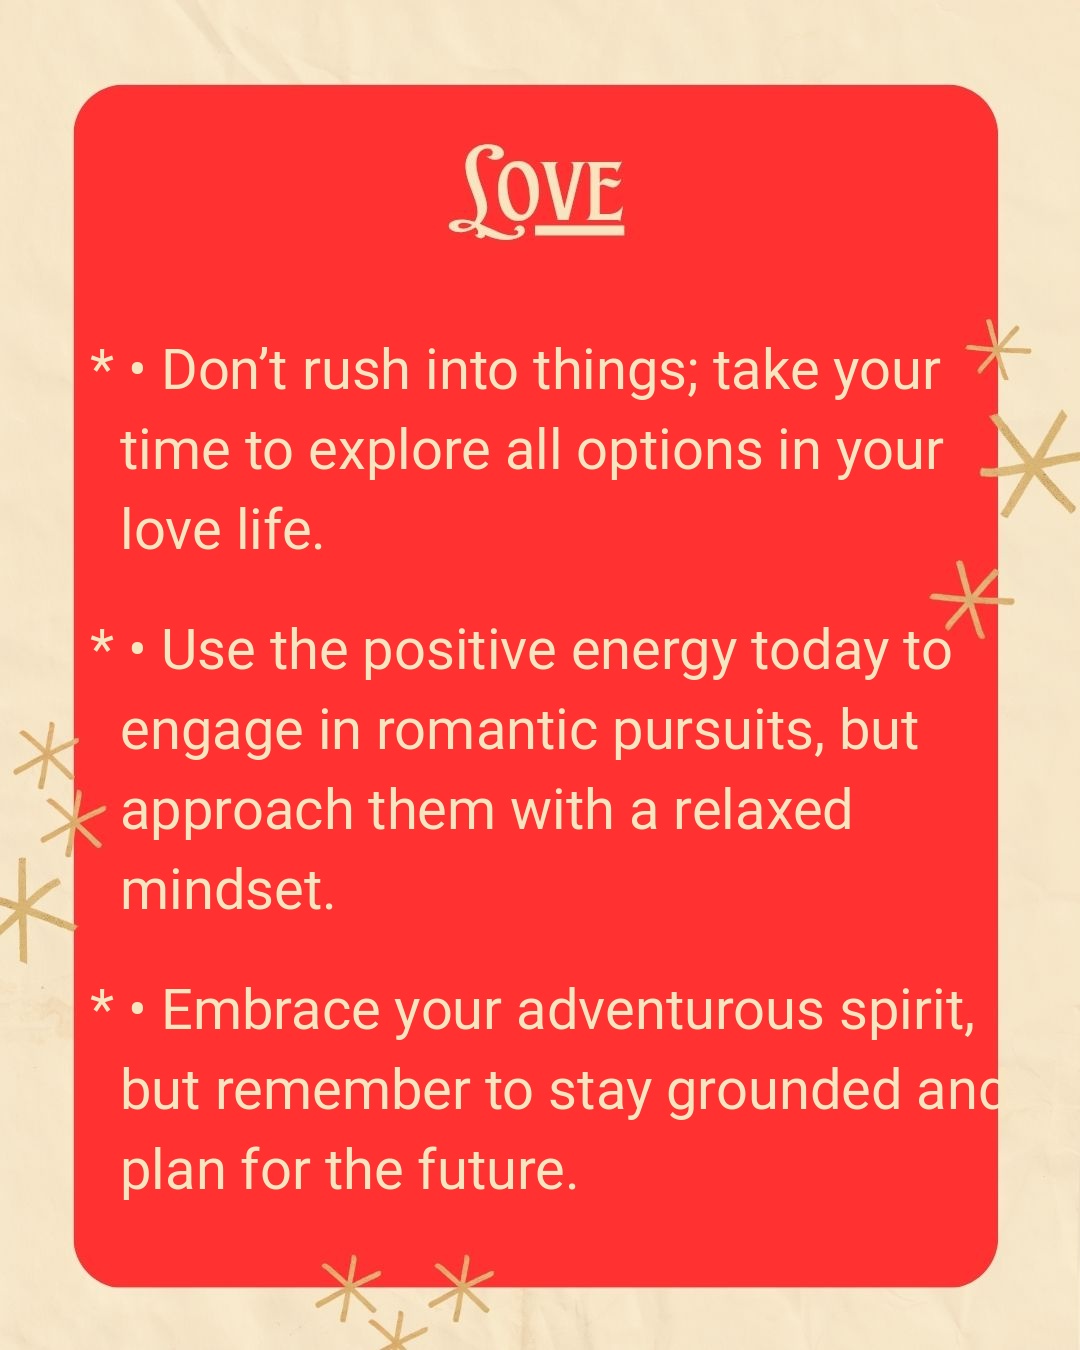 Love
* • Don’t rush into things; take your
time to explore all options in your
love life.
* • Use the positive energy today to
engage in romantic pursuits, but
approach them with a relaxed
mindset.
* • Embrace your adventurous spirit,
but remember to stay grounded and
plan for the future.